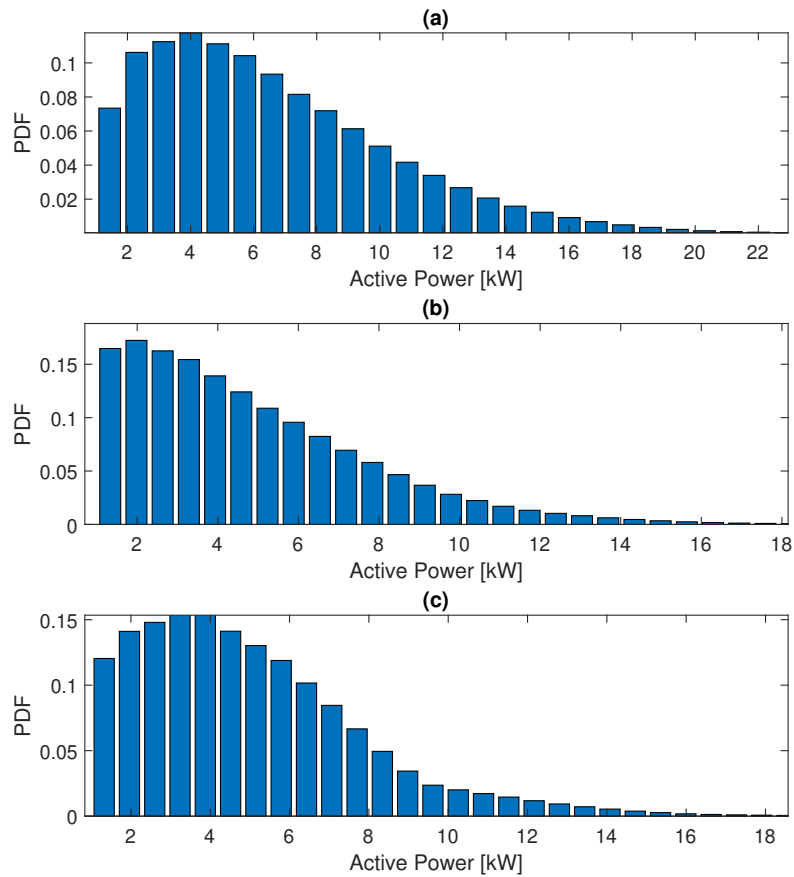 (a)
0.1
0.08
0.06
0.04
0.02
PDF
2 4 6 8 10 12 14 16 18 20 22
Active Power [kW]
(b)
0.15
0.1
0.05
0
PDF
2 4 6 8 10 12 14 16 18
Active Power [kW]
(c)
0.15
0.1
0.05
0
PDF
2 4 6 8 10 12 14 16 18
Active Power [kW]